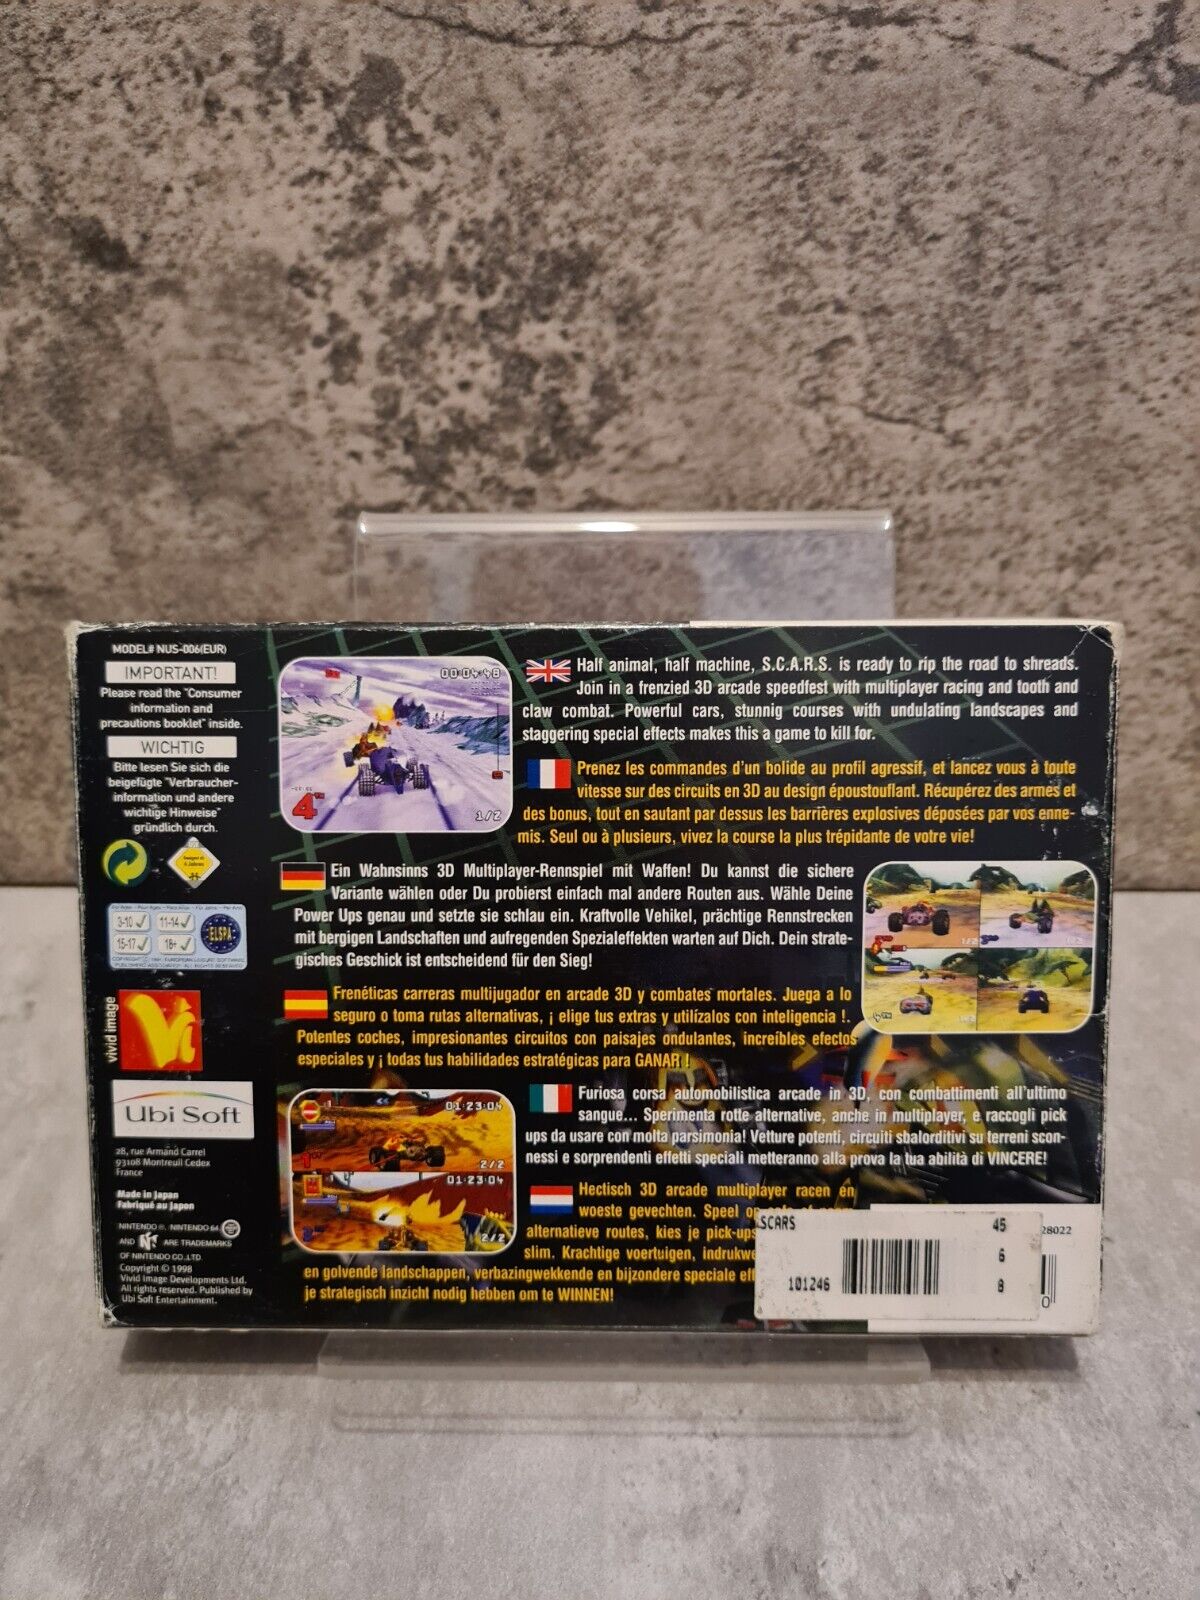 MODEL# NUS-006(EUR)
IMPORTANT!
Please read the "Consumer
information and
precautions booklet" inside.
WICHTIG
Bitte lesen Sie sich die
beigefügte "Verbraucher-
information und andere
wichtige Hinweise"
gründlich durch.
Geeignet ab
6 Jahren
3-10
11-14
15-17
18+
ELSPA
vivid image
Ubi Soft
28, rue Armand Carrel
93108 Montreuil Cedex
France
Made in Japan
Fabriqué au Japon
NINTENDO ®, NINTENDO 64,
AND ARE TRADEMARKS
OF NINTENDO CO.,LTD.
Copyright © 1998
Vivid Image Developments Ltd.
All rights reserved. Published by
Ubi Soft Entertainment.
00:04:48
4TH
1/2
Half animal, half machine, S.C.A.R.S. is ready to rip the road to shreds.
Join in a frenzied 3D arcade speedfest with multiplayer racing and tooth and
claw combat. Powerful cars, stunnig courses with undulating landscapes and
staggering special effects makes this a game to kill for.
Prenez les commandes d'un bolide au profil agressif, et lancez vous à toute
vitesse sur des circuits en 3D au design époustouflant. Récupérez des armes et
des bonus, tout en sautant par dessus les barrières explosives déposées par vos enne-
mis. Seul ou à plusieurs, vivez la course la plus trépidante de votre vie!
Ein Wahnsinns 3D Multiplayer-Rennspiel mit Waffen! Du kannst die sichere
Variante wählen oder Du probierst einfach mal andere Routen aus. Wähle Deine
Power Ups genau und setzte sie schlau ein. Kraftvolle Vehikel, prächtige Rennstrecken
mit bergigen Landschaften und aufregenden Spezialeffekten warten auf Dich. Dein strate-
gisches Geschick ist entscheidend für den Sieg!
Frenéticas carreras multijugador en arcade 3D y combates mortales. Juega a lo
seguro o toma rutas alternativas, ¡ elige tus extras y utilízalos con inteligencia !.
Potentes coches, impresionantes circuitos con paisajes ondulantes, increíbles efectos
especiales y ¡ todas tus habilidades estratégicas para GANAR !
01:23:04
2/2
01:23:04
2/2
Furiosa corsa automobilistica arcade in 3D, con combattimenti all'ultimo
sangue... Sperimenta rotte alternative, anche in multiplayer, e raccogli pick
ups da usare con molta parsimonia! Vetture potenti, circuiti sbalorditivi su terreni scon-
nessi e sorprendenti effetti speciali metteranno alla prova la tua abilità di VINCERE!
Hectisch 3D arcade multiplayer racen en
woeste gevechten. Speel op
alternatieve routes, kies je pick-ups
slim. Krachtige voertuigen, indrukwe
en golvende landschappen, verbazingwekkende en bijzondere speciale eff
je strategisch inzicht nodig hebben om te WINNEN!
SCARS 45
6
101246 8
28022
0